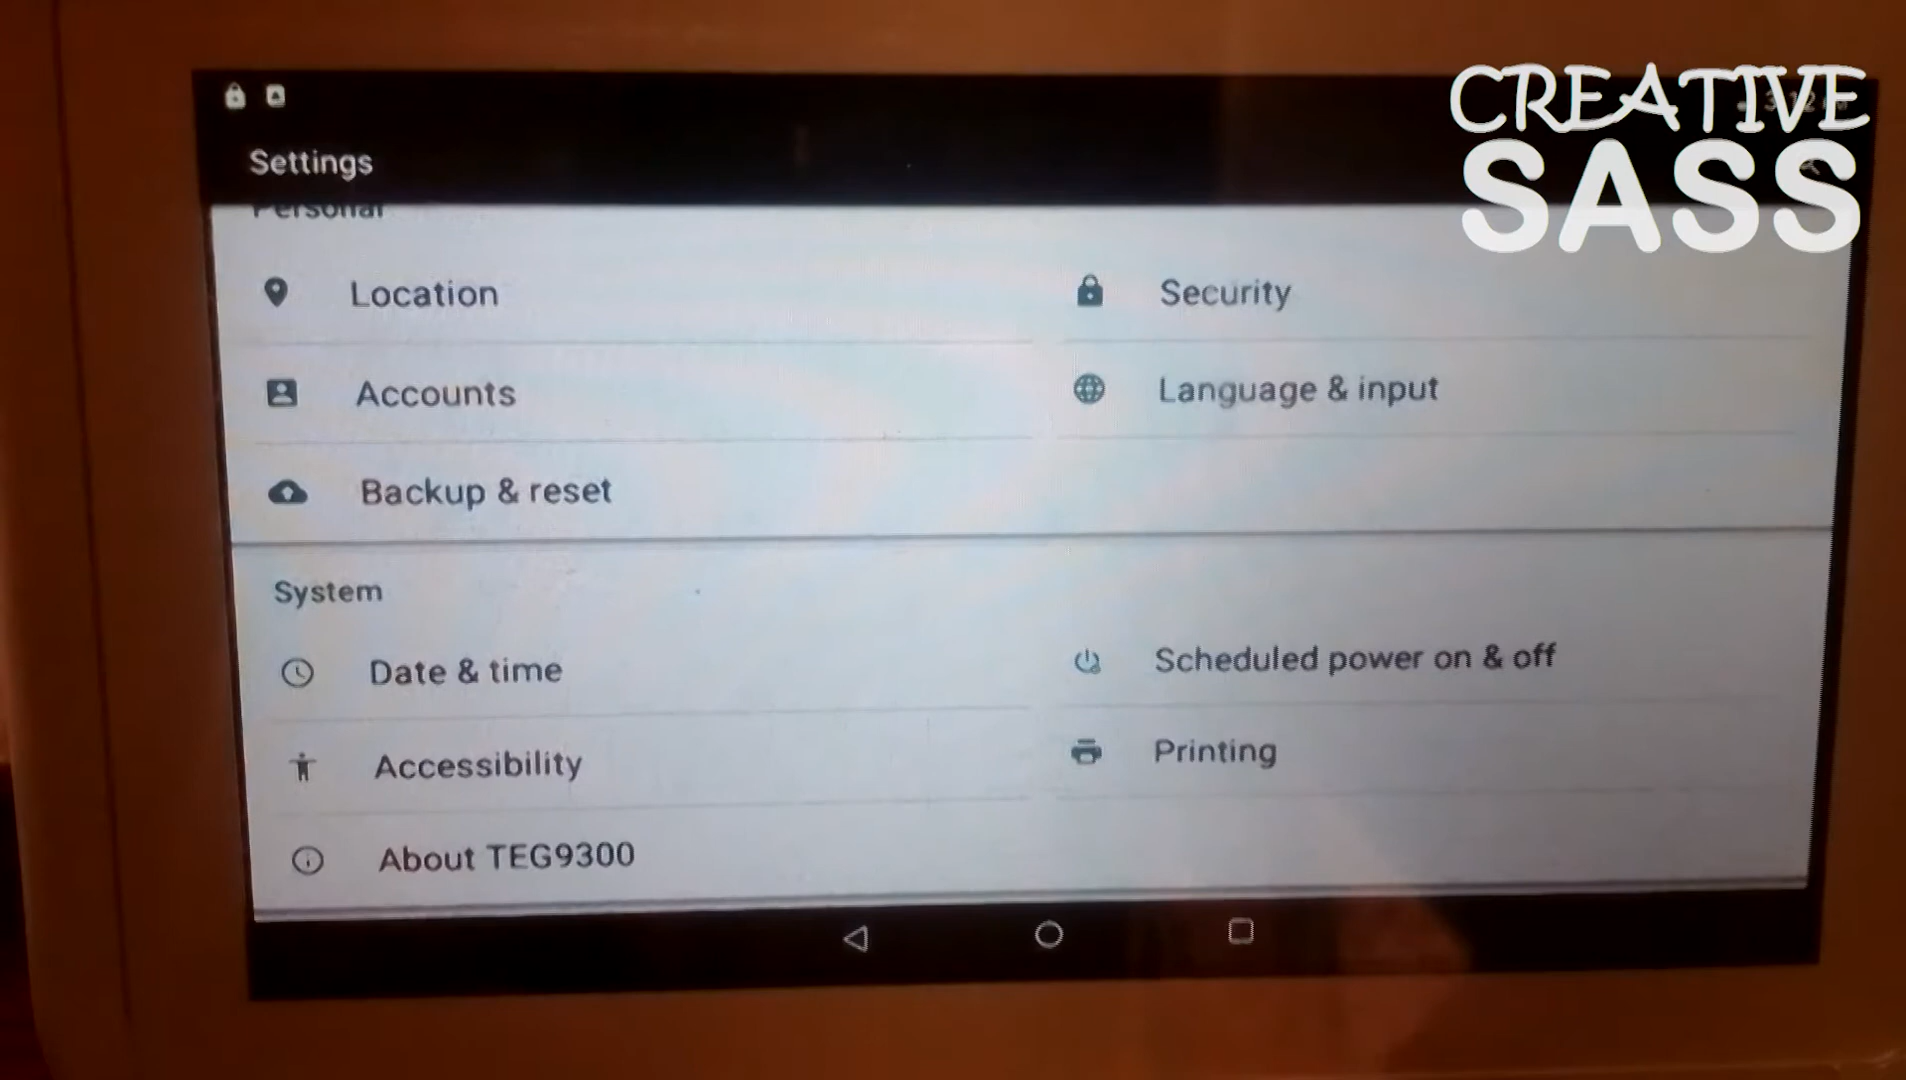 CREATIVE
SASS
Settings
Personal
Location
Security
Accounts
Language & input
Backup & reset
System
Date & time
Scheduled power on & off
Accessibility
Printing
About TEG9300